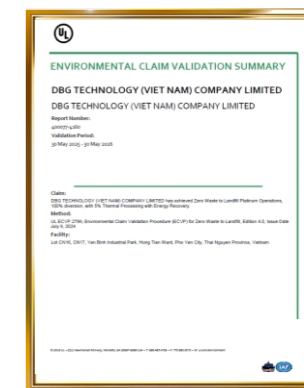 UL
ENVIRONMENTAL CLAIM VALIDATION SUMMARY
DBG TECHNOLOGY (VIET NAM) COMPANY LIMITED
DBG TECHNOLOGY (VIET NAM) COMPANY LIMITED
Report Number:
Validation Period:
30 May 2025 - 30 May 2026
Claim:
DBG TECHNOLOGY (VIET NAM) COMPANY LIMITED has achieved Zero Waste to Landfill Platinum Operations,
100% diversion, with 5% Thermal Processing with Energy Recovery.
Method:
UL ECVP 2799, Environmental Claim Validation Procedure (ECVP) for Zero Waste to Landfill, Edition 4.0, Issue Date
July 8, 2024
Facility:
Lot CN10, CN17, Yen Binh Industrial Park, Hong Tien Ward, Pho Yen City, Thai Nguyen Province, Vietnam
IAF